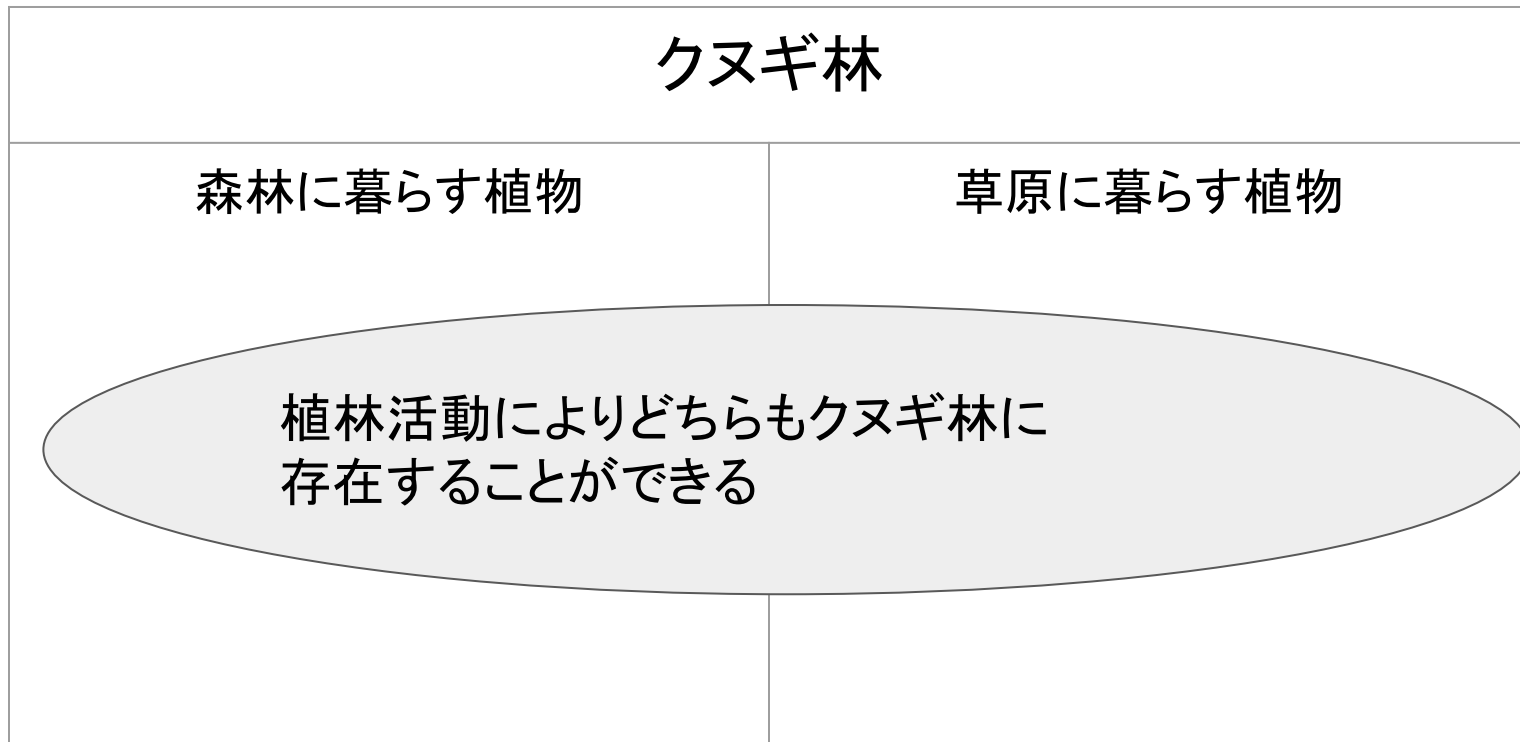 クヌギ林
森林に暮らす植物
草原に暮らす植物
植林活動によりどちらもクヌギ林に
存在することができる